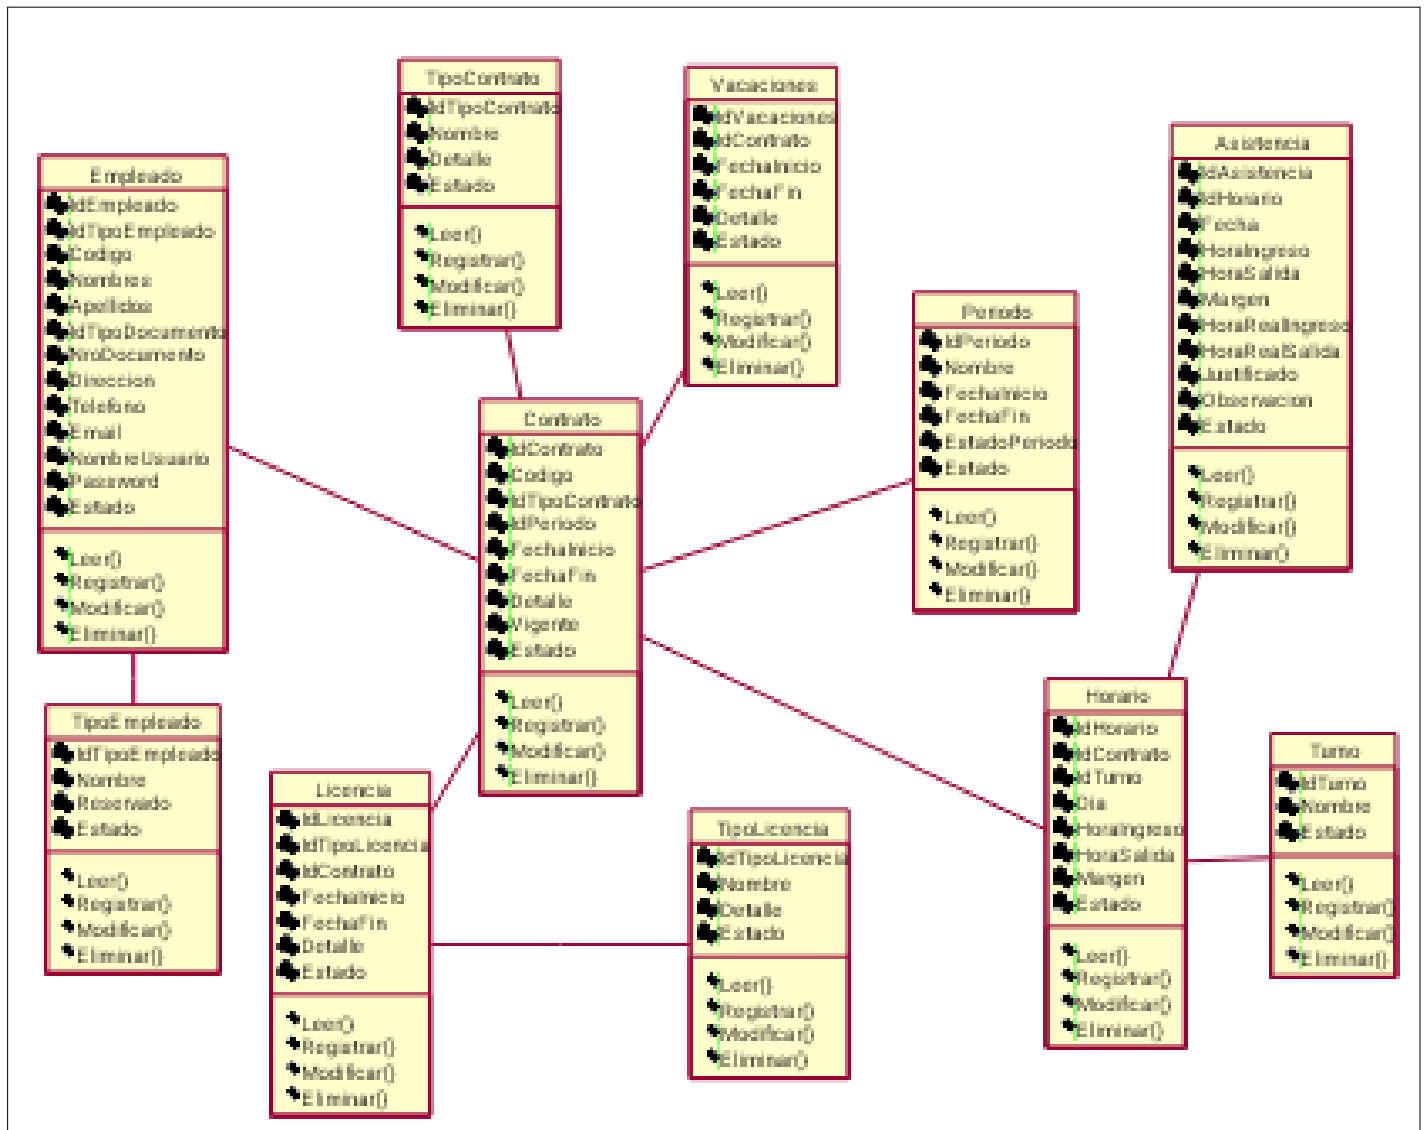 TipoContrato
IdTipoContrato
Nombre
Detalle
Estado
Leer()
Registrar()
Modificar()
Eliminar()
Vacaciones
IdVacaciones
IdContrato
FechaInicio
FechaFin
Detalle
Estado
Leer()
Registrar()
Modificar()
Eliminar()
Asistencia
IdAsistencia
IdHorario
Fecha
HoraIngreso
HoraSalida
Margen
HoraRealIngreso
HoraRealSalida
Justificado
Observacion
Estado
Leer()
Registrar()
Modificar()
Eliminar()
Empleado
IdEmpleado
IdTipoEmpleado
Codigo
Nombres
Apellidos
IdTipoDocumento
NroDocumento
Direccion
Telefono
Email
NombreUsuario
Password
Estado
Leer()
Registrar()
Modificar()
Eliminar()
Periodo
IdPeriodo
Nombre
FechaInicio
FechaFin
EstadoPeriodo
Estado
Leer()
Registrar()
Modificar()
Eliminar()
Contrato
IdContrato
Codigo
IdTipoContrato
IdPeriodo
FechaInicio
FechaFin
Detalle
Vigente
Estado
Leer()
Registrar()
Modificar()
Eliminar()
TipoEmpleado
IdTipoEmpleado
Nombre
Reservado
Estado
Leer()
Registrar()
Modificar()
Eliminar()
Licencia
IdLicencia
IdTipoLicencia
IdContrato
FechaInicio
FechaFin
Detalle
Estado
Leer()
Registrar()
Modificar()
Eliminar()
TipoLicencia
IdTipoLicencia
Nombre
Detalle
Estado
Leer()
Registrar()
Modificar()
Eliminar()
Horario
IdHorario
IdContrato
IdTurno
Dia
HoraIngreso
HoraSalida
Margen
Estado
Leer()
Registrar()
Modificar()
Eliminar()
Turno
IdTurno
Nombre
Estado
Leer()
Registrar()
Modificar()
Eliminar()